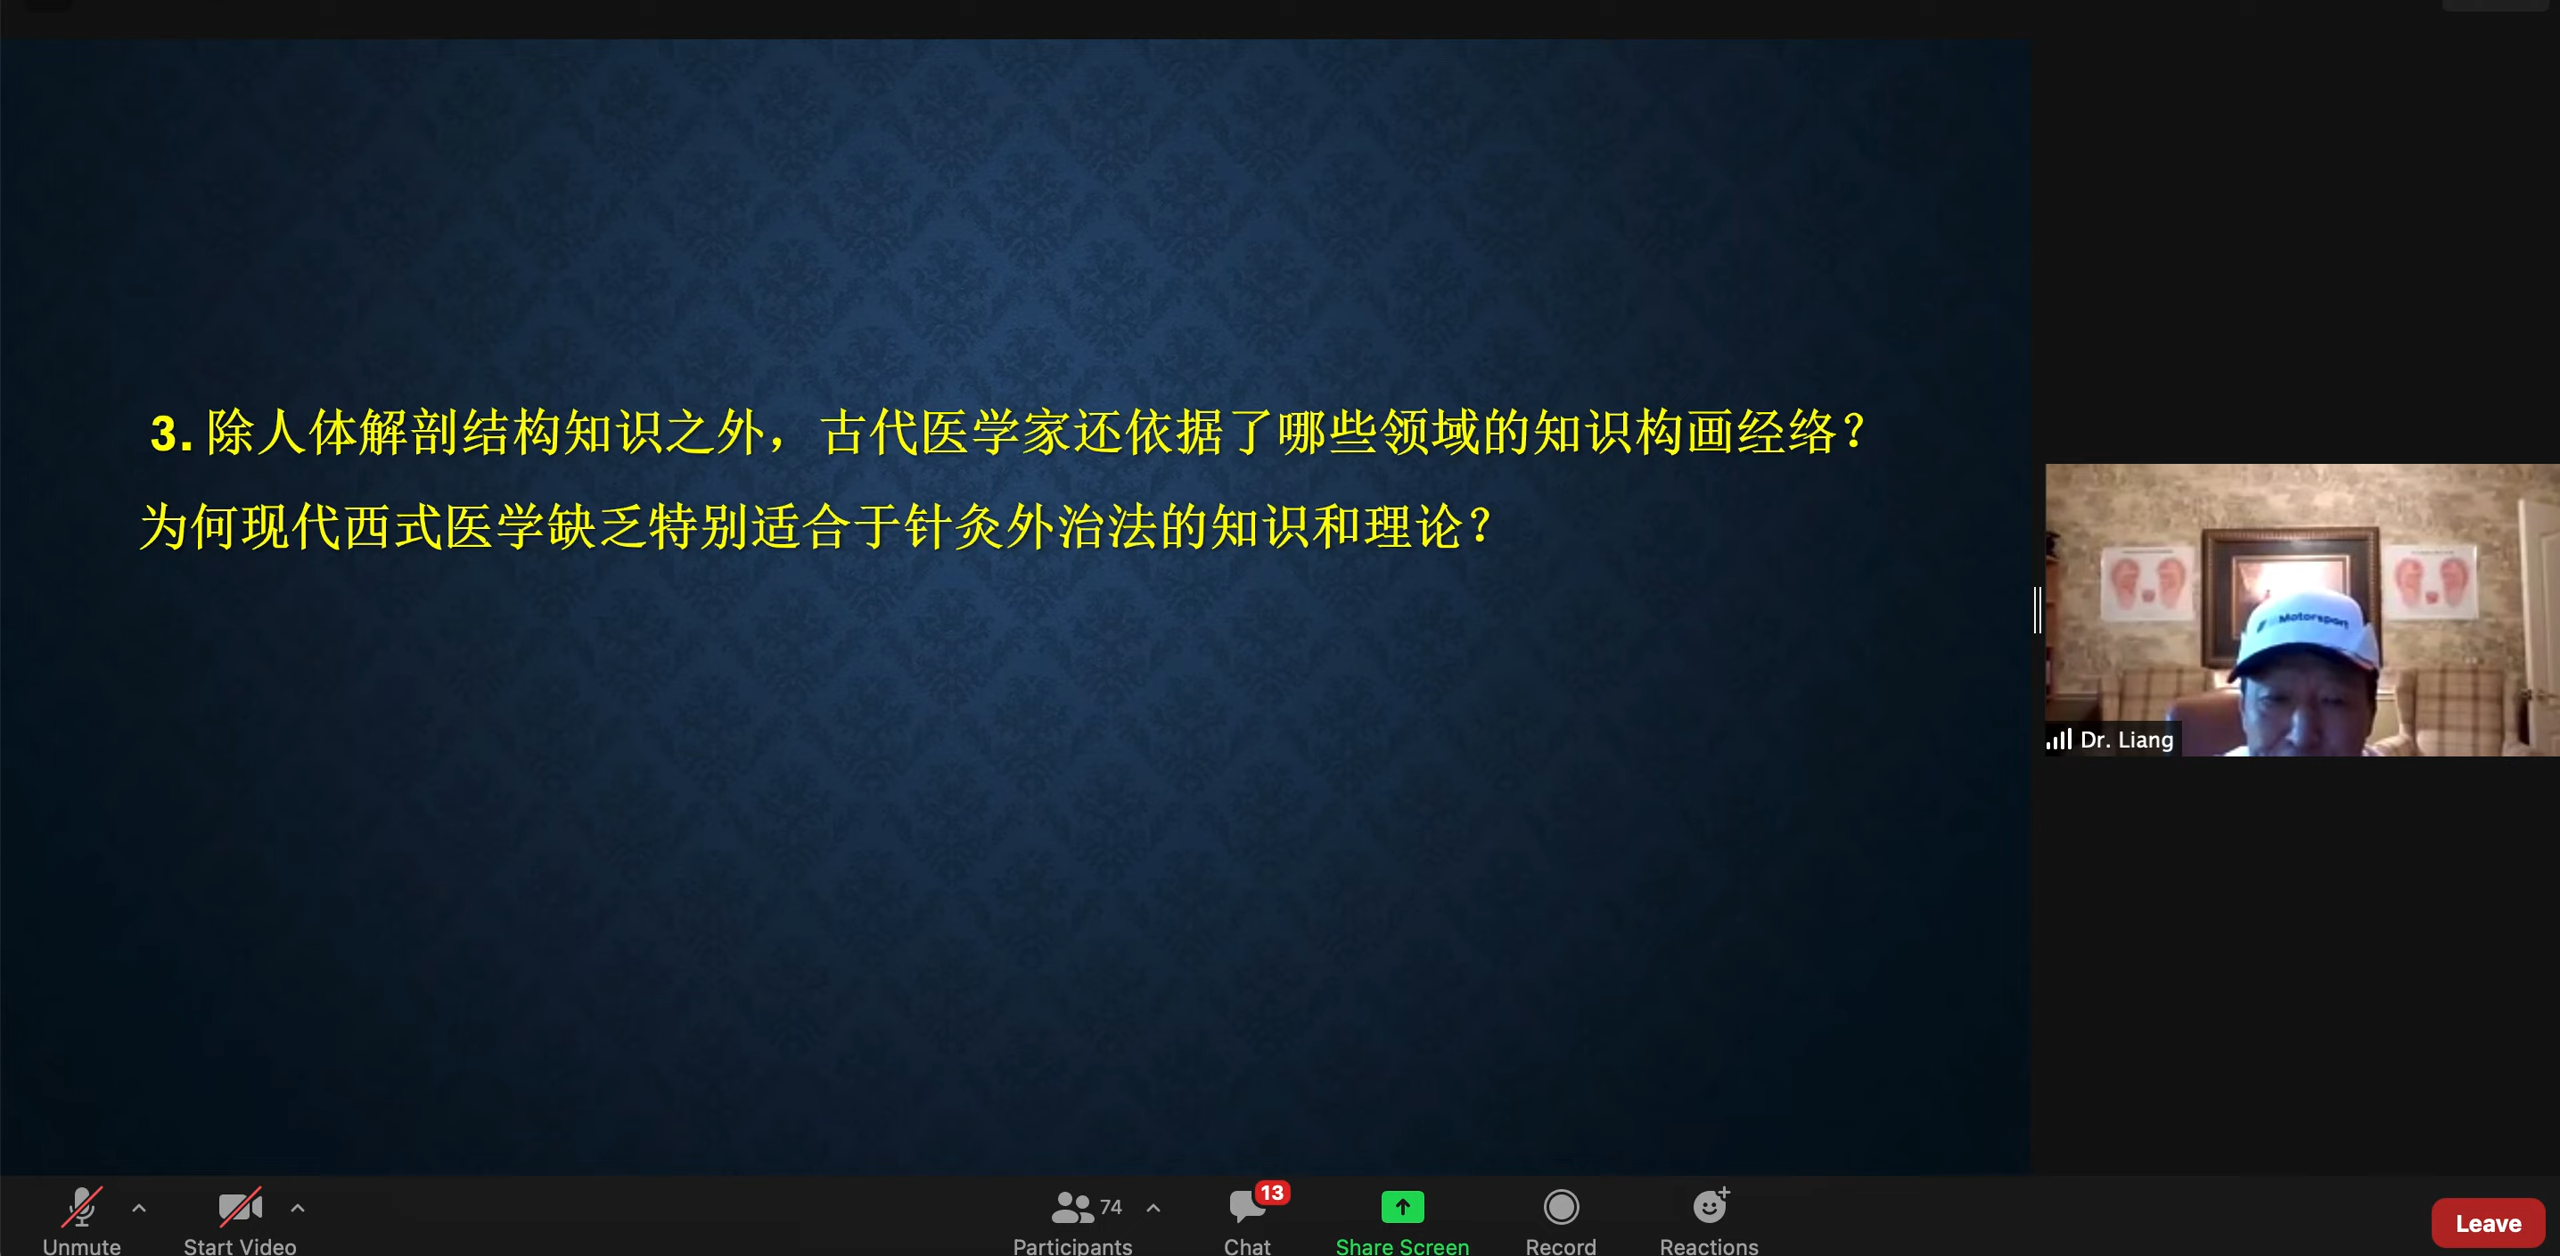 3. 除人体解剖结构知识之外，古代医学家还依据了哪些领域的知识构画经络？
为何现代西式医学缺乏特别适合于针灸外治法的知识和理论？
Motorsport
Dr. Liang
Unmute
Start Video
74
Participants
13
Chat
Share Screen
Record
Reactions
Leave